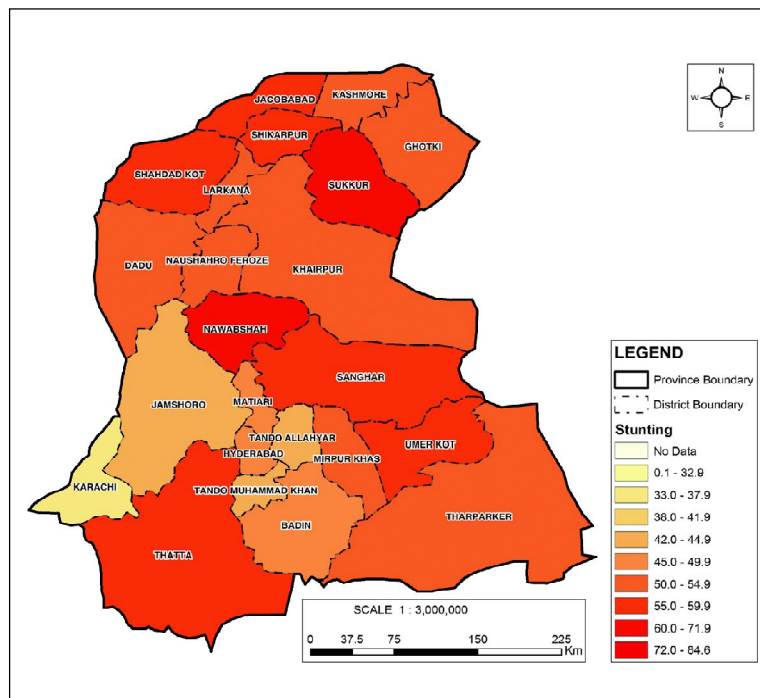 N
W E
S
JACOBABAD
KASHMORE
SHIKARPUR
GHOTKI
SHAHDAD KOT
LARKANA
SUKKUR
DADU
NAUSHAHRO FEROZE
KHAIRPUR
NAWABSHAH
SANGHAR
JAMSHORO
MATIARI
TANDO ALLAHYAR
UMER KOT
HYDERABAD
MIRPUR KHAS
KARACHI
TANDO MUHAMMAD KHAN
THARPARKER
BADIN
THATTA
LEGEND
Province Boundary
District Boundary
Stunting
No Data
0.1 - 32.9
33.0 - 37.9
36.0 - 41.9
42.0 - 44.9
45.0 - 49.9
50.0 - 54.9
55.0 - 59.9
60.0 - 71.9
72.0 - 84.6
SCALE 1 : 3,000,000
0 37.5 75 150 225
Km